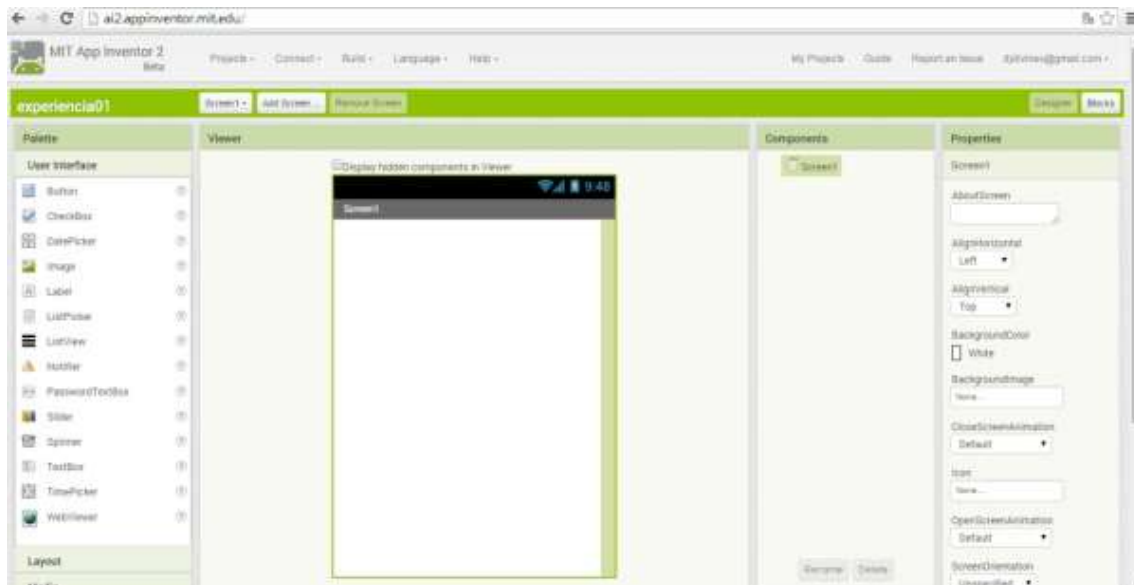 ai2.appinventor.mit.edu/
MIT App Inventor 2
Beta
Projects Connect Build Language Help
My Projects Guide Report an Issue
experiencia01
Screen1 Add Screen ... Remove Screen
Designer Blocks
Palette
User Interface
Button
CheckBox
DatePicker
Image
Label
ListPicker
ListView
Notifier
PasswordTextBox
Slider
Spinner
TextBox
TimePicker
WebViewer
Layout
Viewer
Display hidden components in Viewer
9:48
Screen1
Components
Screen1
Rename Delete
Properties
Screen1
AboutScreen
AlignHorizontal
Left
AlignVertical
Top
BackgroundColor
White
BackgroundImage
None...
CloseScreenAnimation
Default
Icon
None...
OpenScreenAnimation
Default
ScreenOrientation
Unspecified